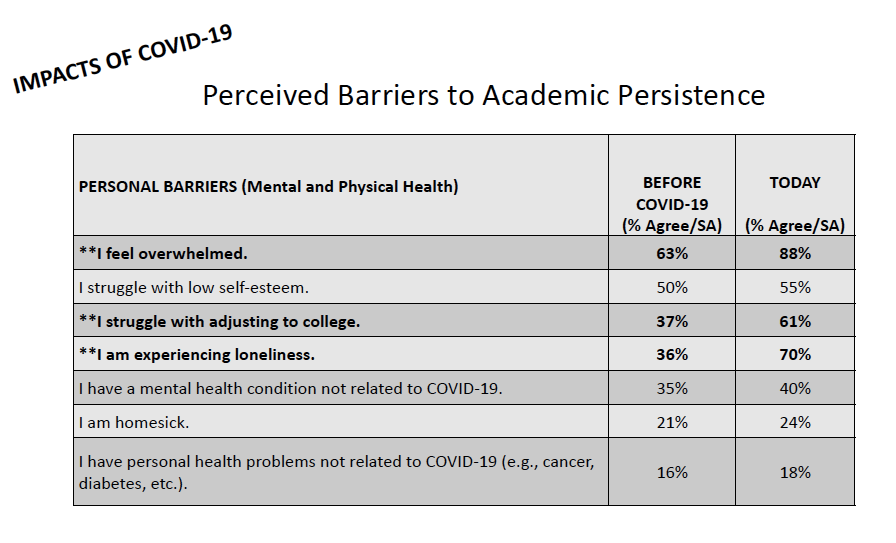 IMPACTS OF COVID-19
Perceived Barriers to Academic Persistence
PERSONAL BARRIERS (Mental and Physical Health)
BEFORE
COVID-19
(% Agree/SA)
TODAY
(% Agree/SA)
**I feel overwhelmed.
63%
88%
I struggle with low self-esteem.
50%
55%
**I struggle with adjusting to college.
37%
61%
**I am experiencing loneliness.
36%
70%
I have a mental health condition not related to COVID-19.
35%
40%
I am homesick.
21%
24%
I have personal health problems not related to COVID-19 (e.g., cancer,
diabetes, etc.).
16%
18%